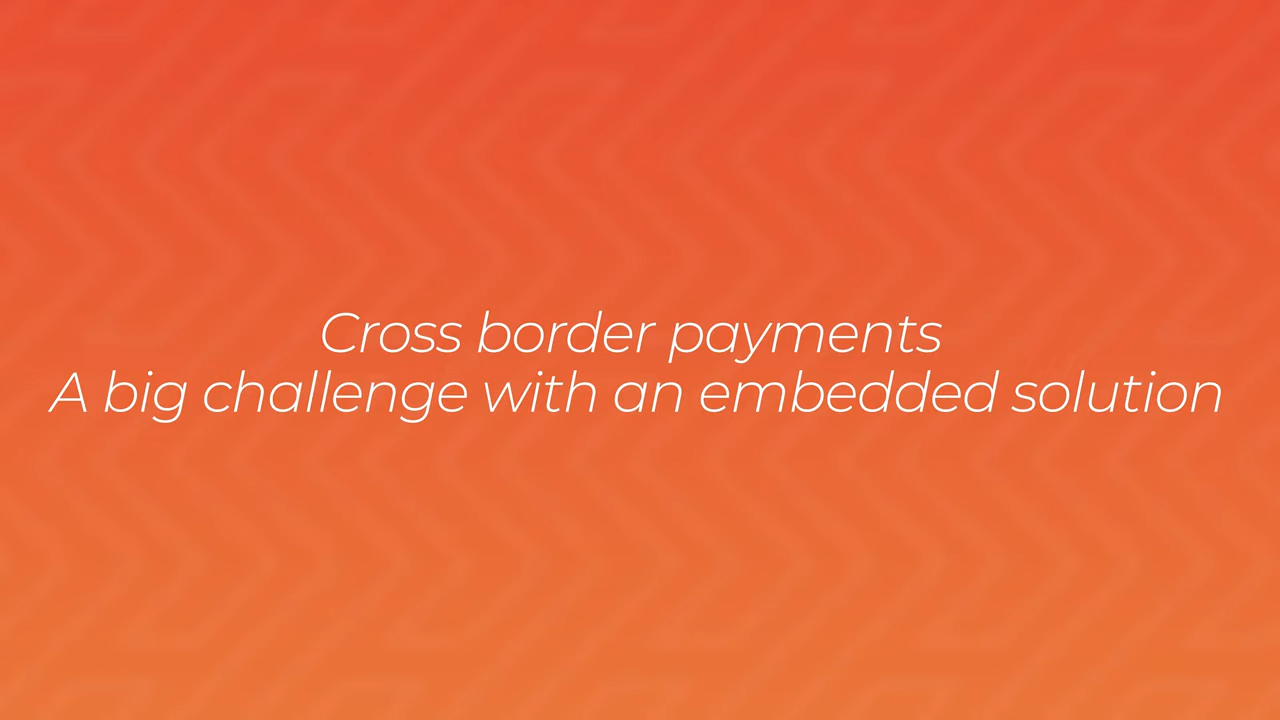 Cross border payments
A big challenge with an embedded solution